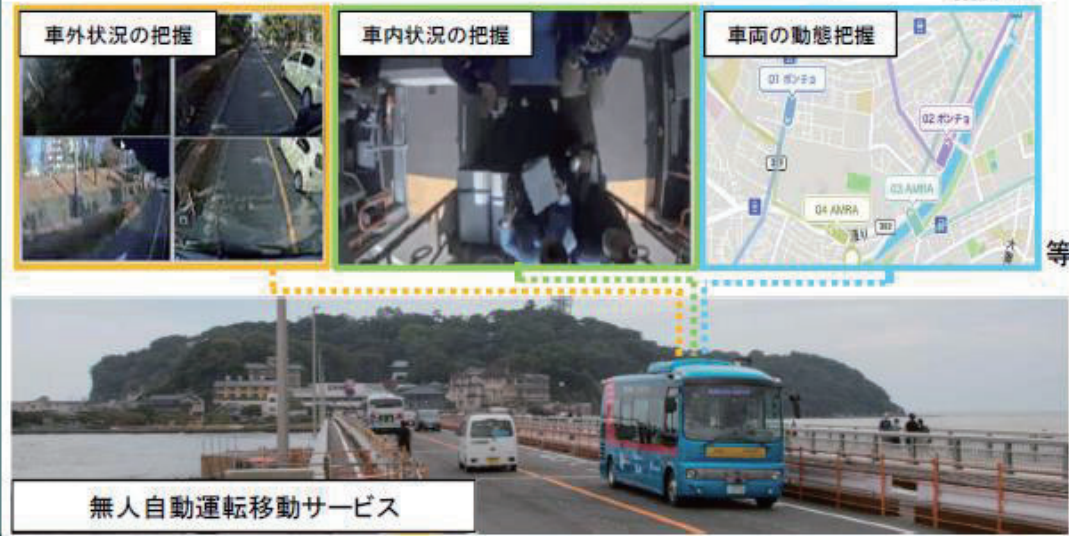 車外状況の把握
車内状況の把握
車両の動態把握
01 ポンチョ
02 ポンチョ
03 AMRA
04 AMRA
等
無人自動運転移動サービス